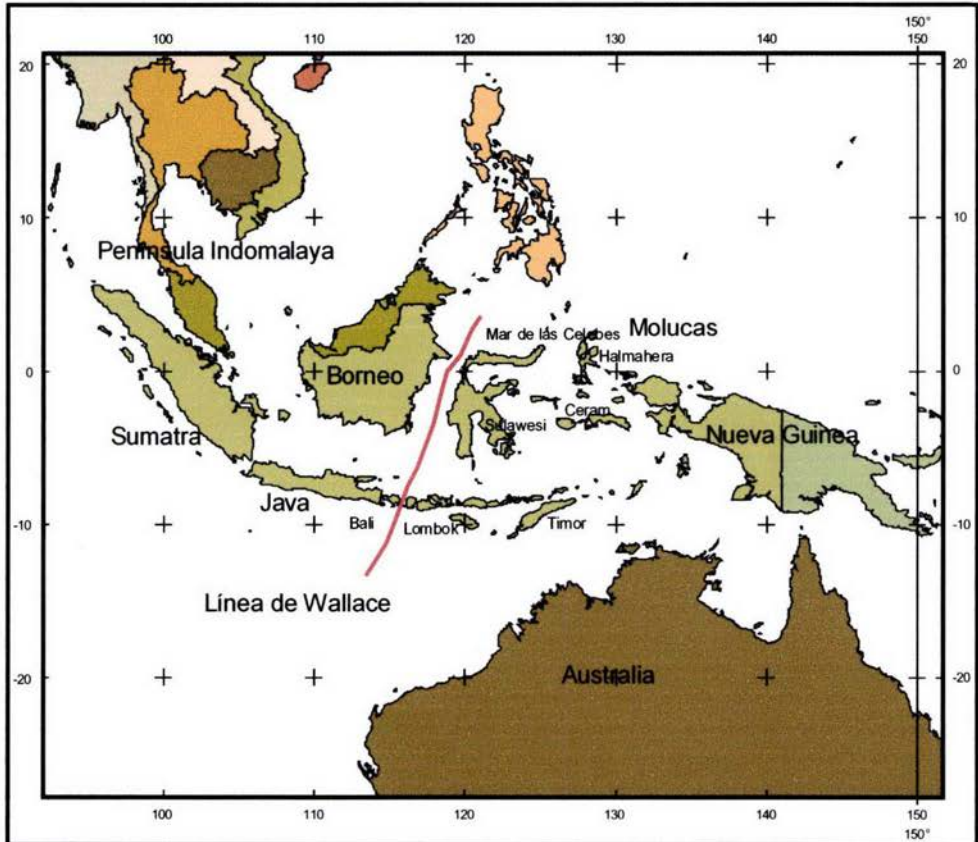 150°
100 110 120 130 140 150
20 20
10 10
Península Indomalaya
Mar de las Celebes
Molucas
Halmahera
0 0
Borneo
Ceram
Sulawesi
Sumatra
Nueva Guinea
Java
-10 -10
Bali
Lombok
Timor
Línea de Wallace
Australia
-20 -20
100 110 120 130 140 150
150°